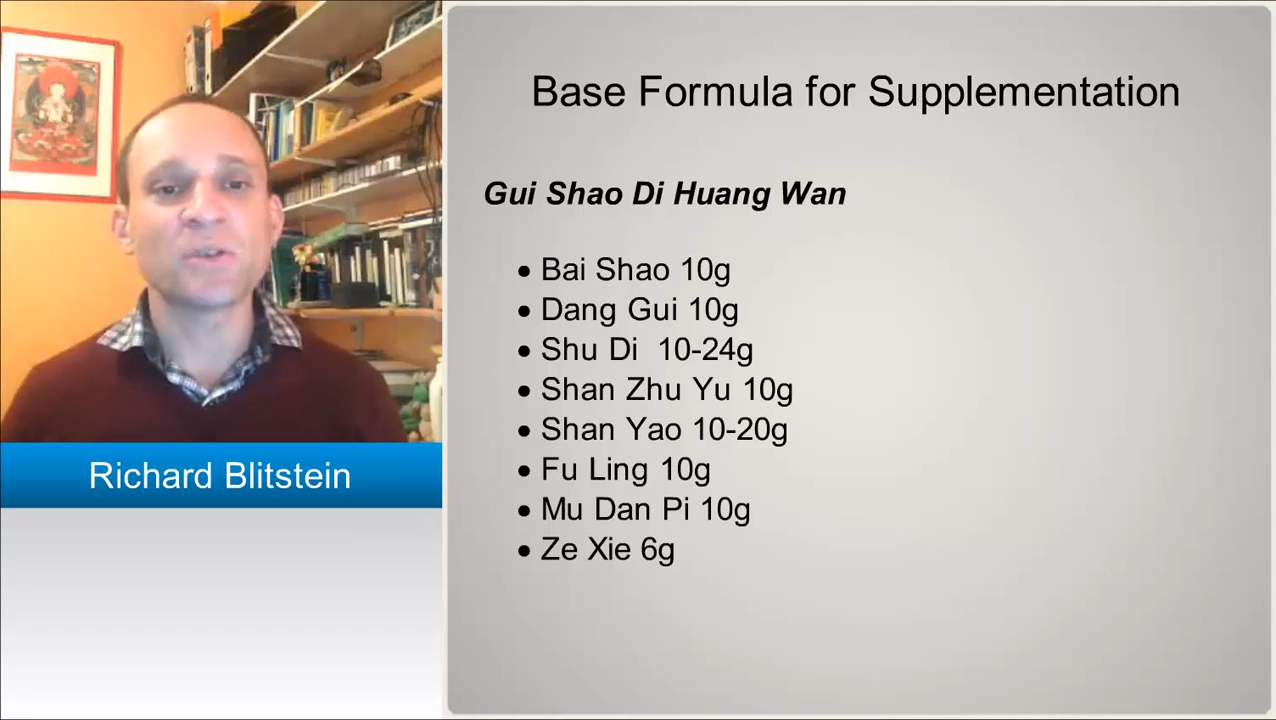 Base Formula for Supplementation
Gui Shao Di Huang Wan
• Bai Shao 10g
• Dang Gui 10g
• Shu Di  10-24g
• Shan Zhu Yu 10g
• Shan Yao 10-20g
• Fu Ling 10g
• Mu Dan Pi 10g
• Ze Xie 6g
Richard Blitstein